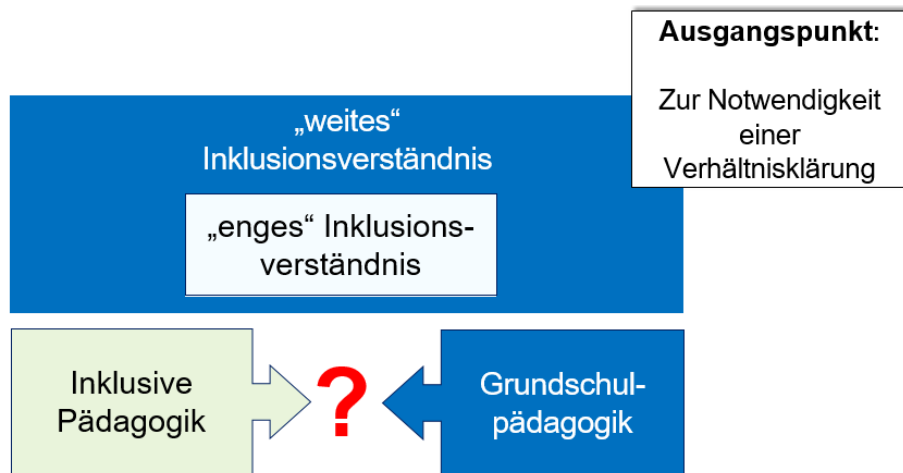 Ausgangspunkt:
Zur Notwendigkeit
einer
Verhältnisklärung
„weites“
Inklusionsverständnis
„enges“ Inklusions-
verständnis
Inklusive
Pädagogik
?
Grundschul-
pädagogik